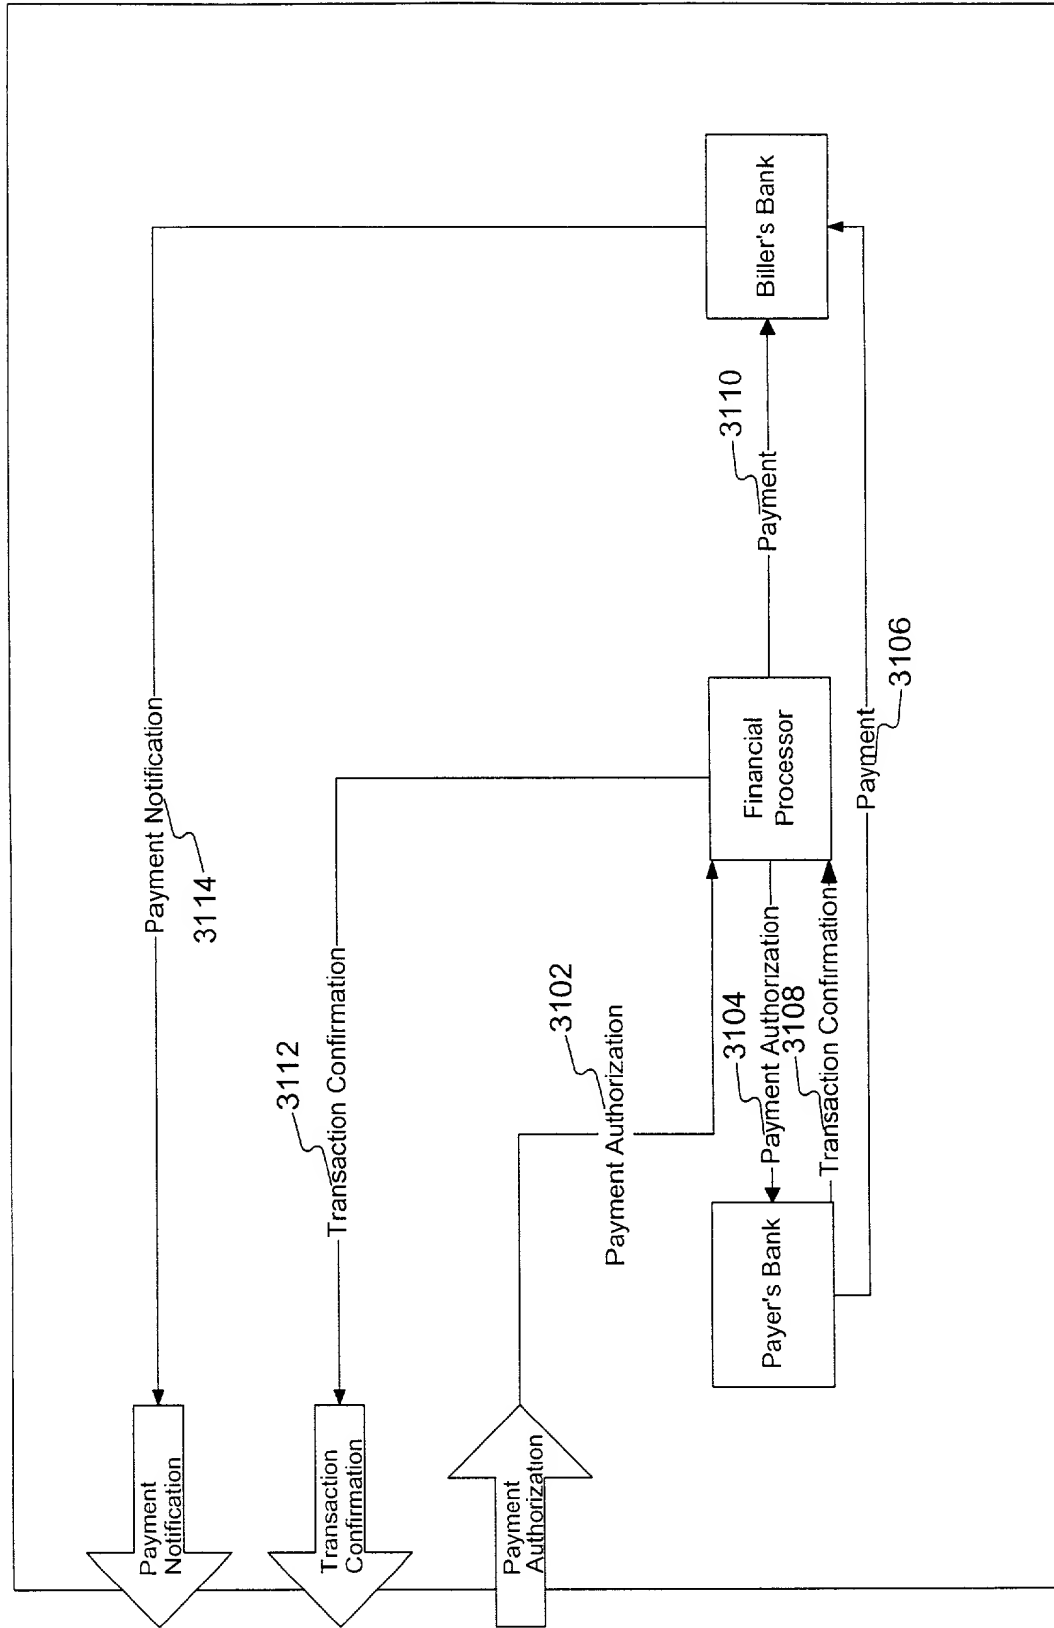 Payment
Notification
Payment Notification
3114
Transaction
Confirmation
Transaction Confirmation
3112
Payment
Authorization
Payment Authorization
3102
Payer's Bank
Payment Authorization
3104
Transaction Confirmation
3108
Financial
Processor
Payment
3110
Biller's Bank
Payment
3106